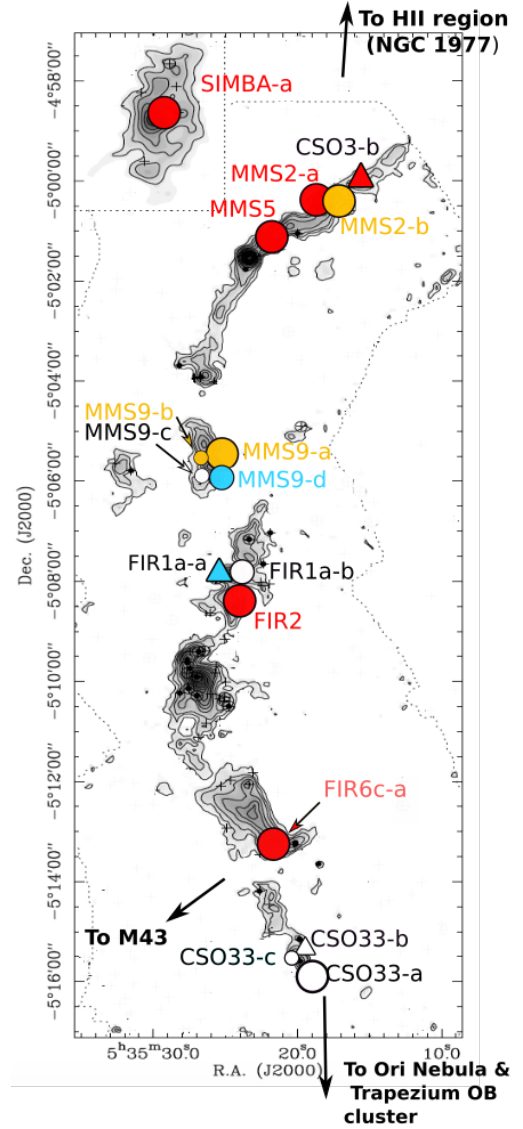 To HII region
(NGC 1977)
−4°58′00″
SIMBA-a
CSO3-b
−5°00′00″
MMS2-a
MMS5
MMS2-b
−5°02′00″
−5°04′00″
MMS9-b
MMS9-c
MMS9-a
−5°06′00″
MMS9-d
Dec. (J2000)
FIR1a-a
FIR1a-b
−5°08′00″
FIR2
−5°10′00″
−5°12′00″
FIR6c-a
−5°14′00″
To M43
CSO33-b
CSO33-c
CSO33-a
−5°16′00″
5ʰ35ᵐ30ˢ.0 20ˢ.0 10ˢ.0
R.A. (J2000)
To Ori Nebula &
Trapezium OB
cluster